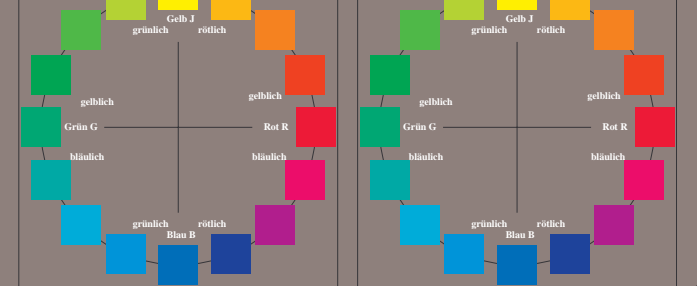 Gelb J
grünlich rötlich
gelblich
gelblich
Grün G
Rot R
bläulich
bläulich
grünlich rötlich
Blau B
Gelb J
grünlich rötlich
gelblich
gelblich
Grün G
Rot R
bläulich
bläulich
grünlich rötlich
Blau B